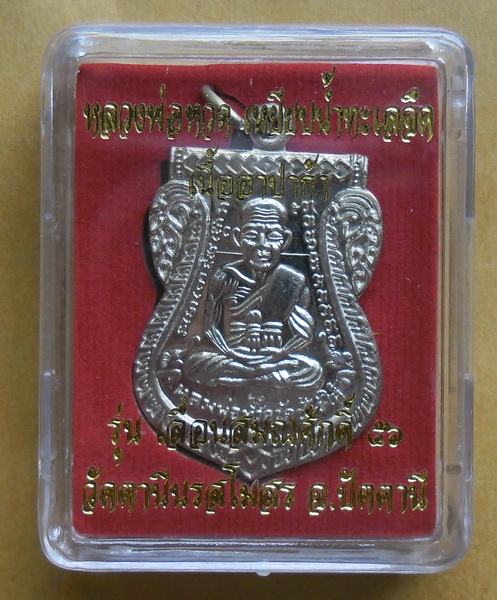 หลวงพ่อทวด เหยียบน้ำทะเลจืด
เนื้ออาปาก้า
รุ่น เลื่อนสมณศักดิ์ ๕๖
วัดตานีนรสโมสร อ.ปัตตานี